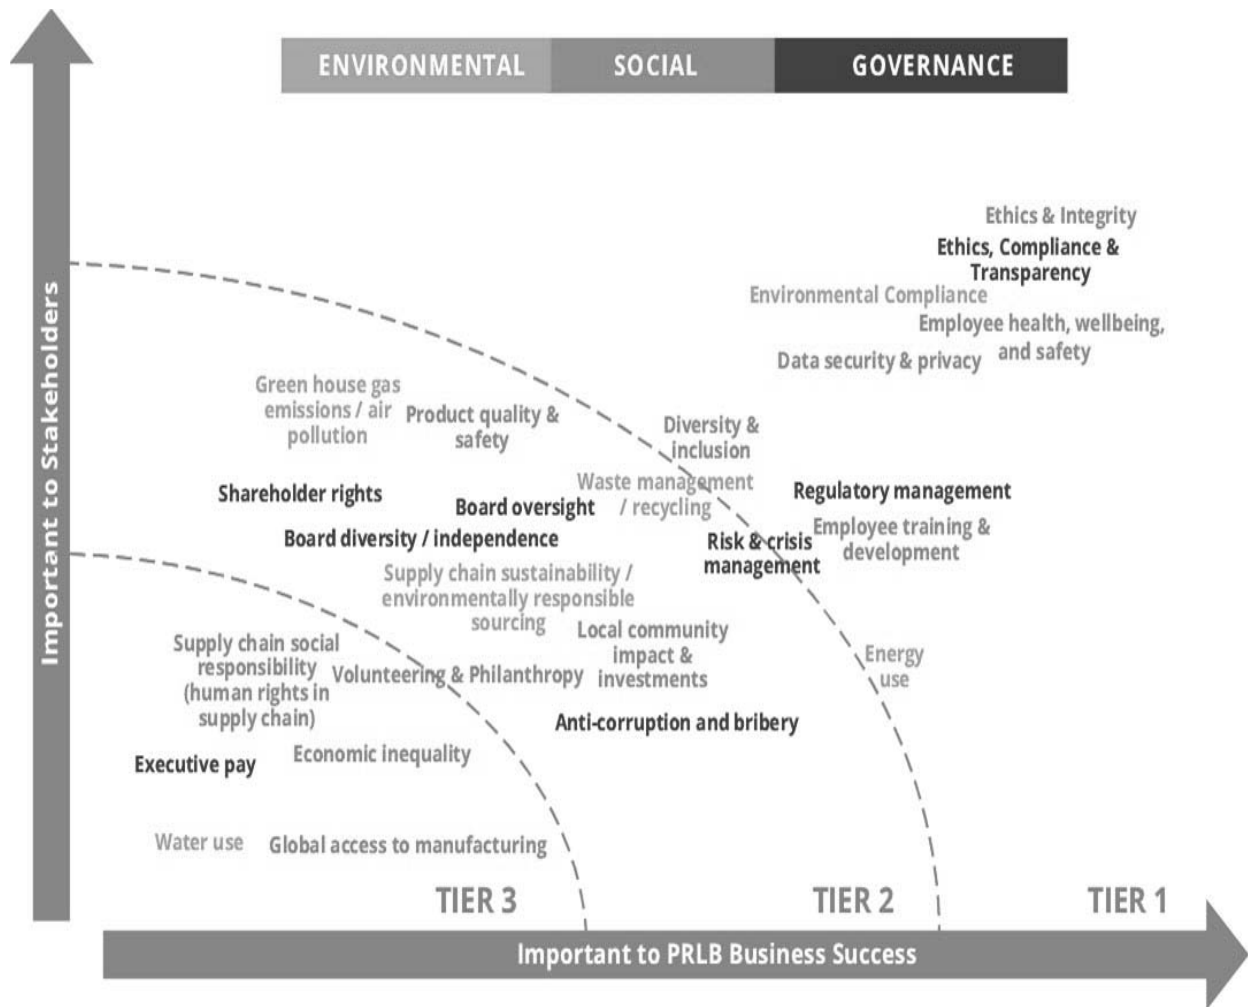 ENVIRONMENTAL SOCIAL GOVERNANCE
Important to Stakeholders
Ethics & Integrity
Ethics, Compliance &
Transparency
Environmental Compliance
Employee health, wellbeing,
and safety
Data security & privacy
Green house gas
emissions / air
pollution
Product quality &
safety
Diversity &
inclusion
Waste management
/ recycling
Shareholder rights
Board oversight
Regulatory management
Board diversity / independence
Risk & crisis
management
Employee training &
development
Supply chain sustainability /
environmentally responsible
sourcing
Local community
impact &
investments
Supply chain social
responsibility
(human rights in
supply chain)
Volunteering & Philanthropy
Energy
use
Anti-corruption and bribery
Executive pay
Economic inequality
Water use
Global access to manufacturing
TIER 3
TIER 2
TIER 1
Important to PRLB Business Success